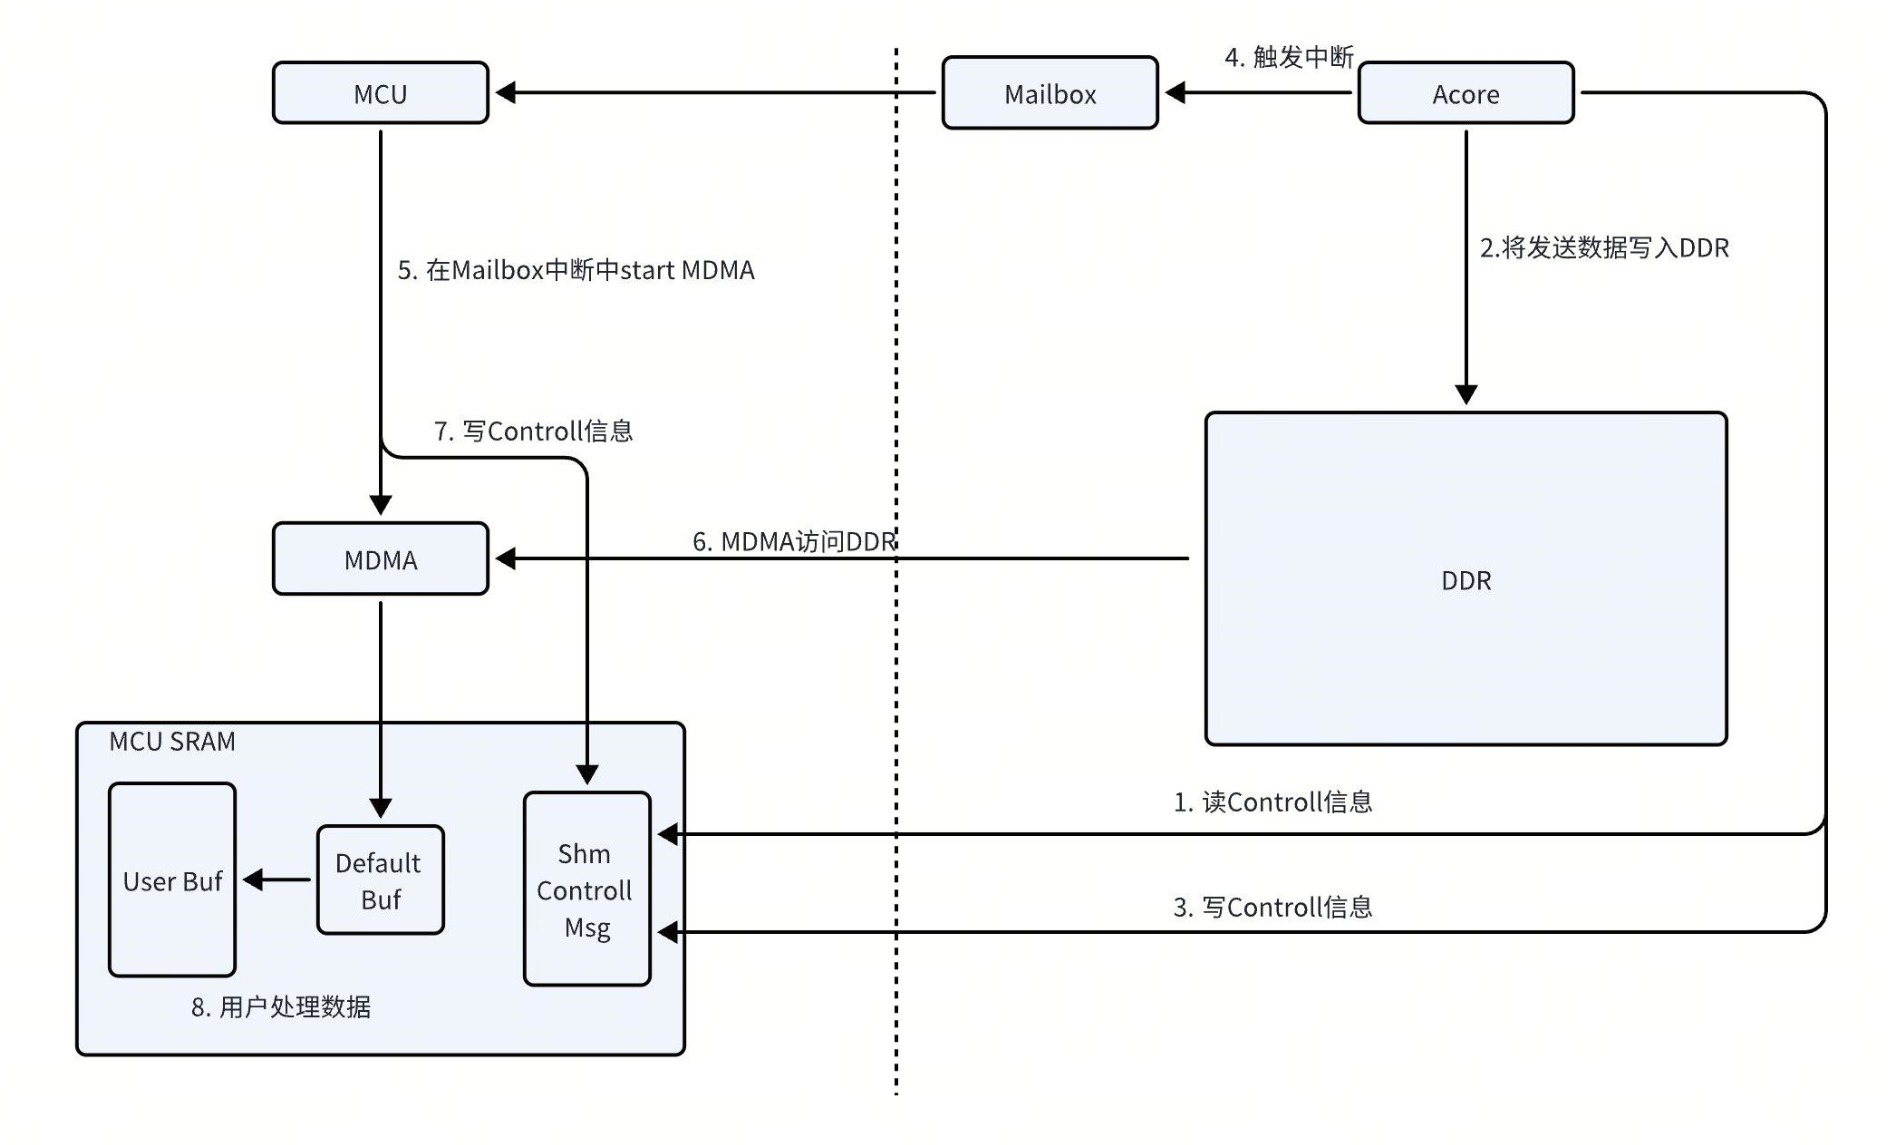 4. 触发中断
MCU
Mailbox
Acore
2.将发送数据写入DDR
5. 在Mailbox中断中start MDMA
7. 写Controll信息
6. MDMA访问DDR
MDMA
DDR
MCU SRAM
1. 读Controll信息
User Buf
Default
Buf
Shm
Controll
Msg
3. 写Controll信息
8. 用户处理数据